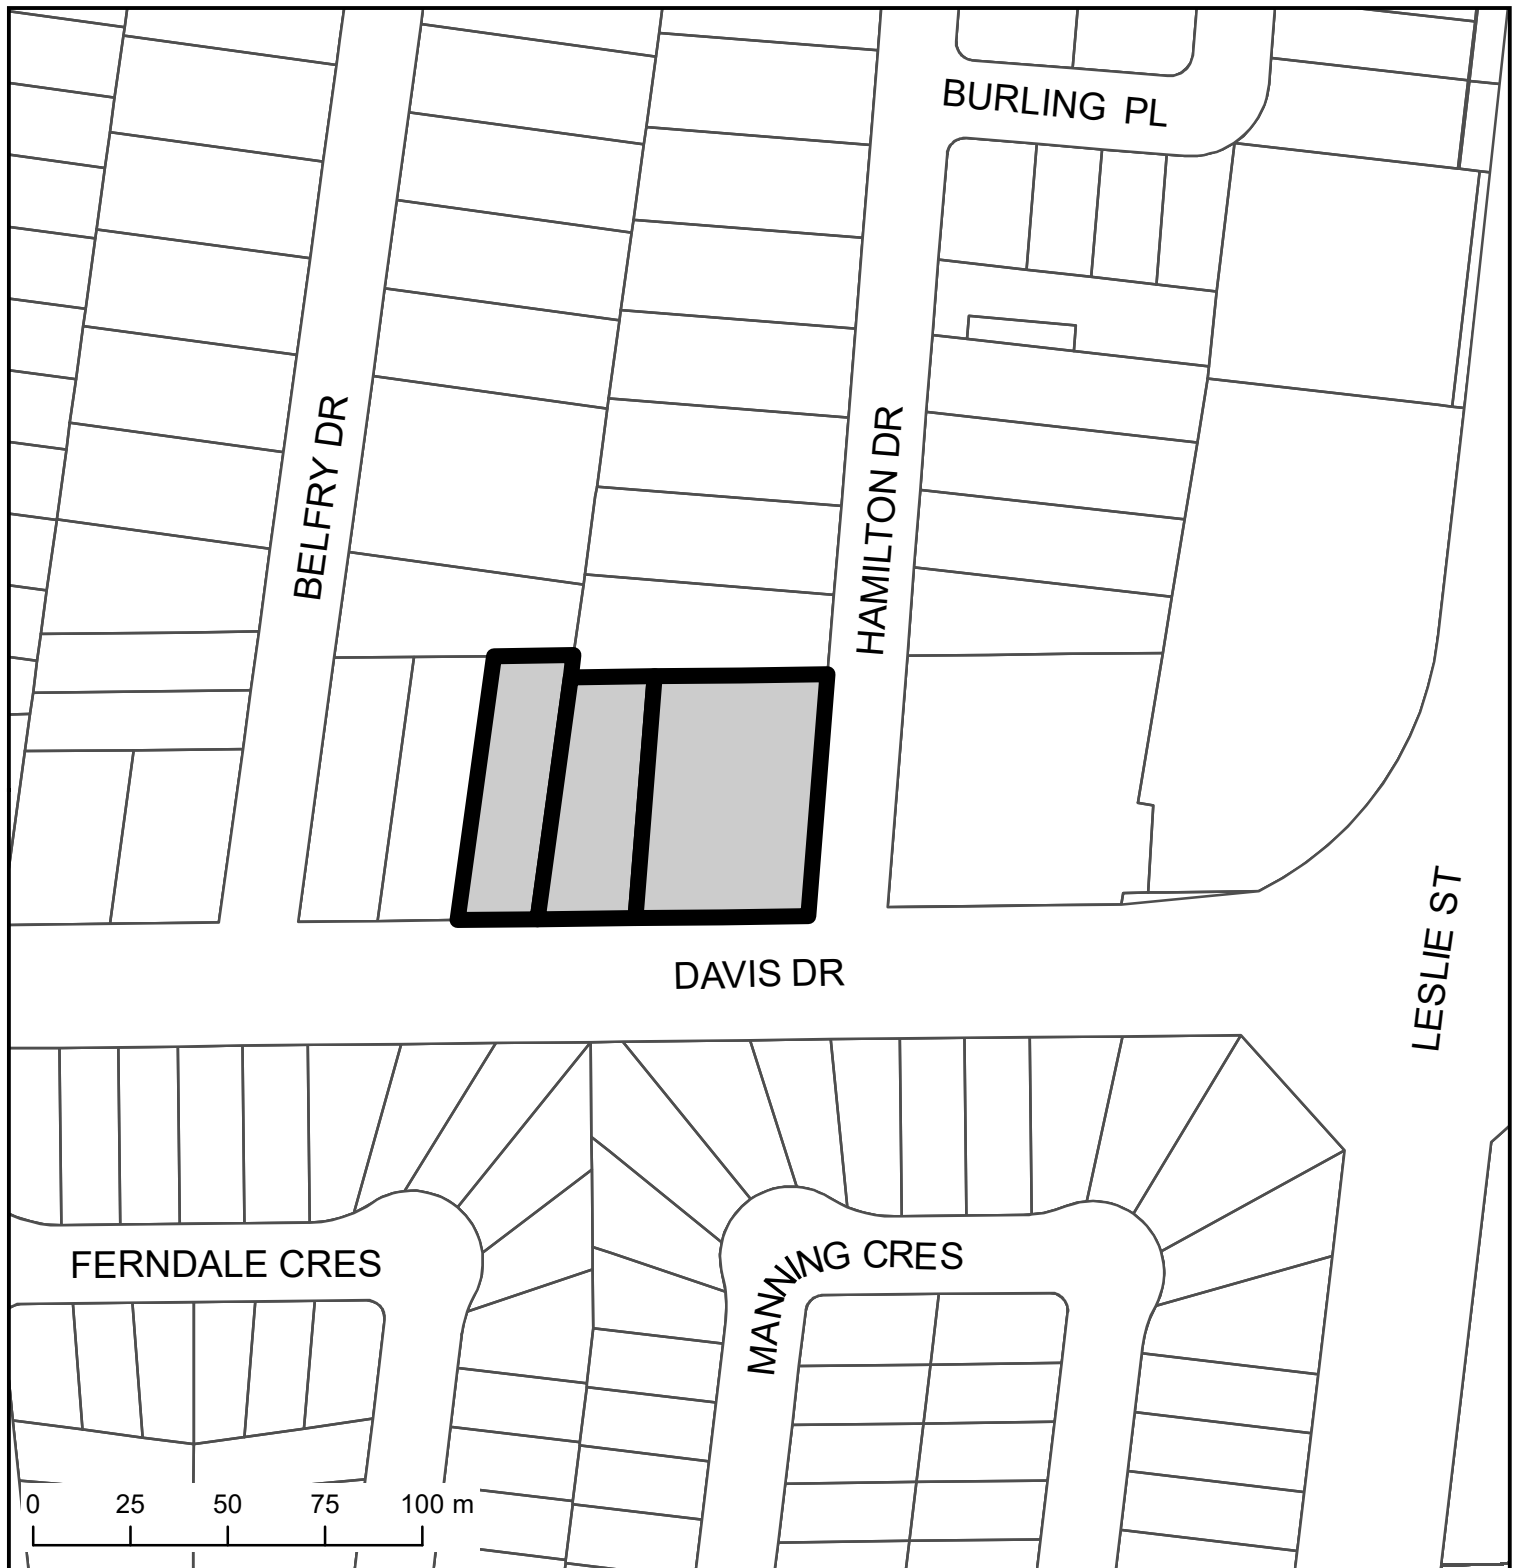 BURLING PL
BELFRY DR
HAMILTON DR
LESLIE ST
DAVIS DR
FERNDALE CRES
MANNING CRES
0 25 50 75 100 m